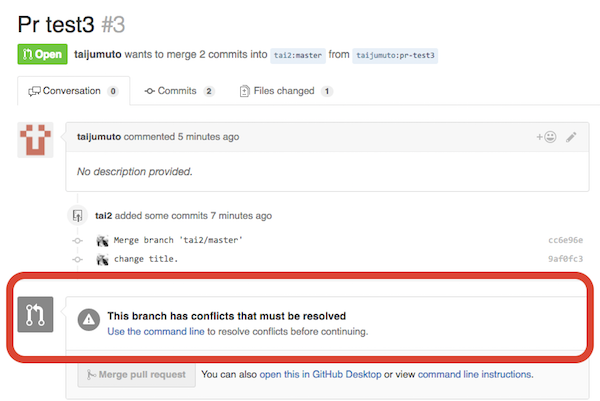 Pr test3 #3
Open taijumuto wants to merge 2 commits into tai2:master from taijumuto:pr-test3
Conversation 0 Commits 2 Files changed 1
taijumuto commented 5 minutes ago
No description provided.
tai2 added some commits 7 minutes ago
Merge branch 'tai2/master' cc6e96e
change title. 9af0fc3
This branch has conflicts that must be resolved
Use the command line to resolve conflicts before continuing.
Merge pull request You can also open this in GitHub Desktop or view command line instructions.